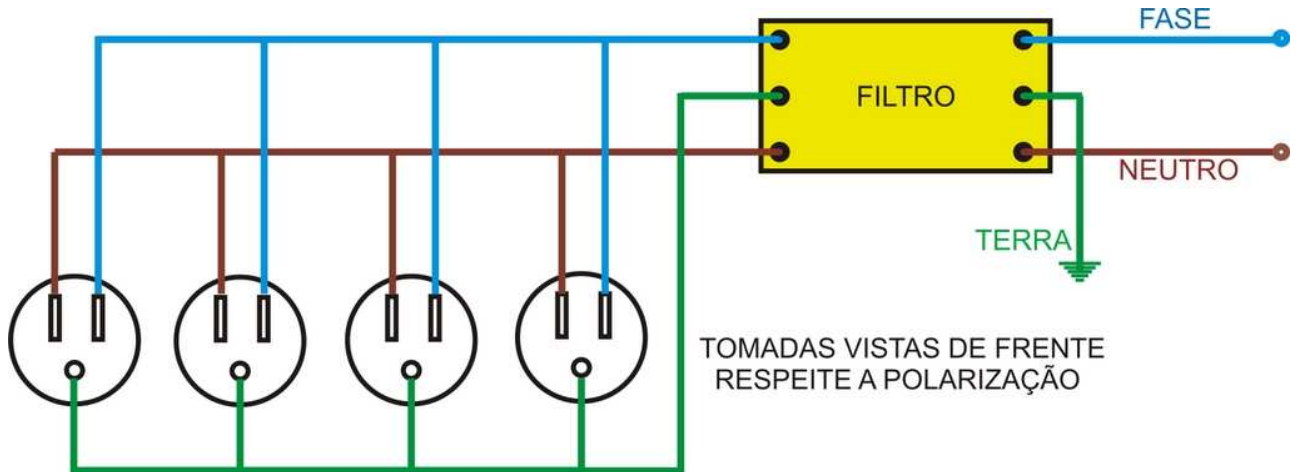 FASE
FILTRO
NEUTRO
TERRA
TOMADAS VISTAS DE FRENTE
RESPEITE A POLARIZAÇÃO